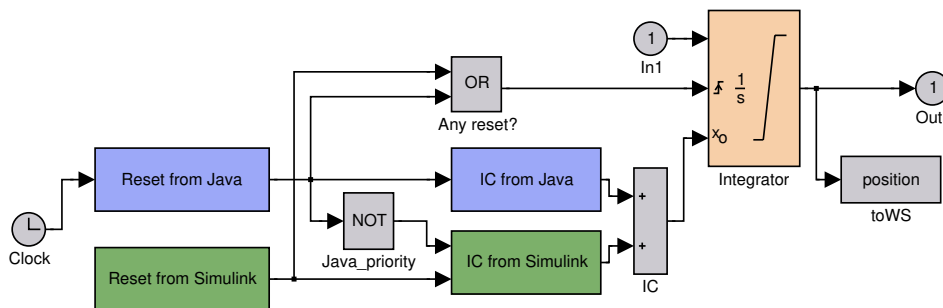 1
In1
OR
Any reset?
1
s
x
o
Integrator
1
Out
Reset from Java
IC from Java
position
toWS
Clock
NOT
Java_priority
+
+
IC
Reset from Simulink
IC from Simulink